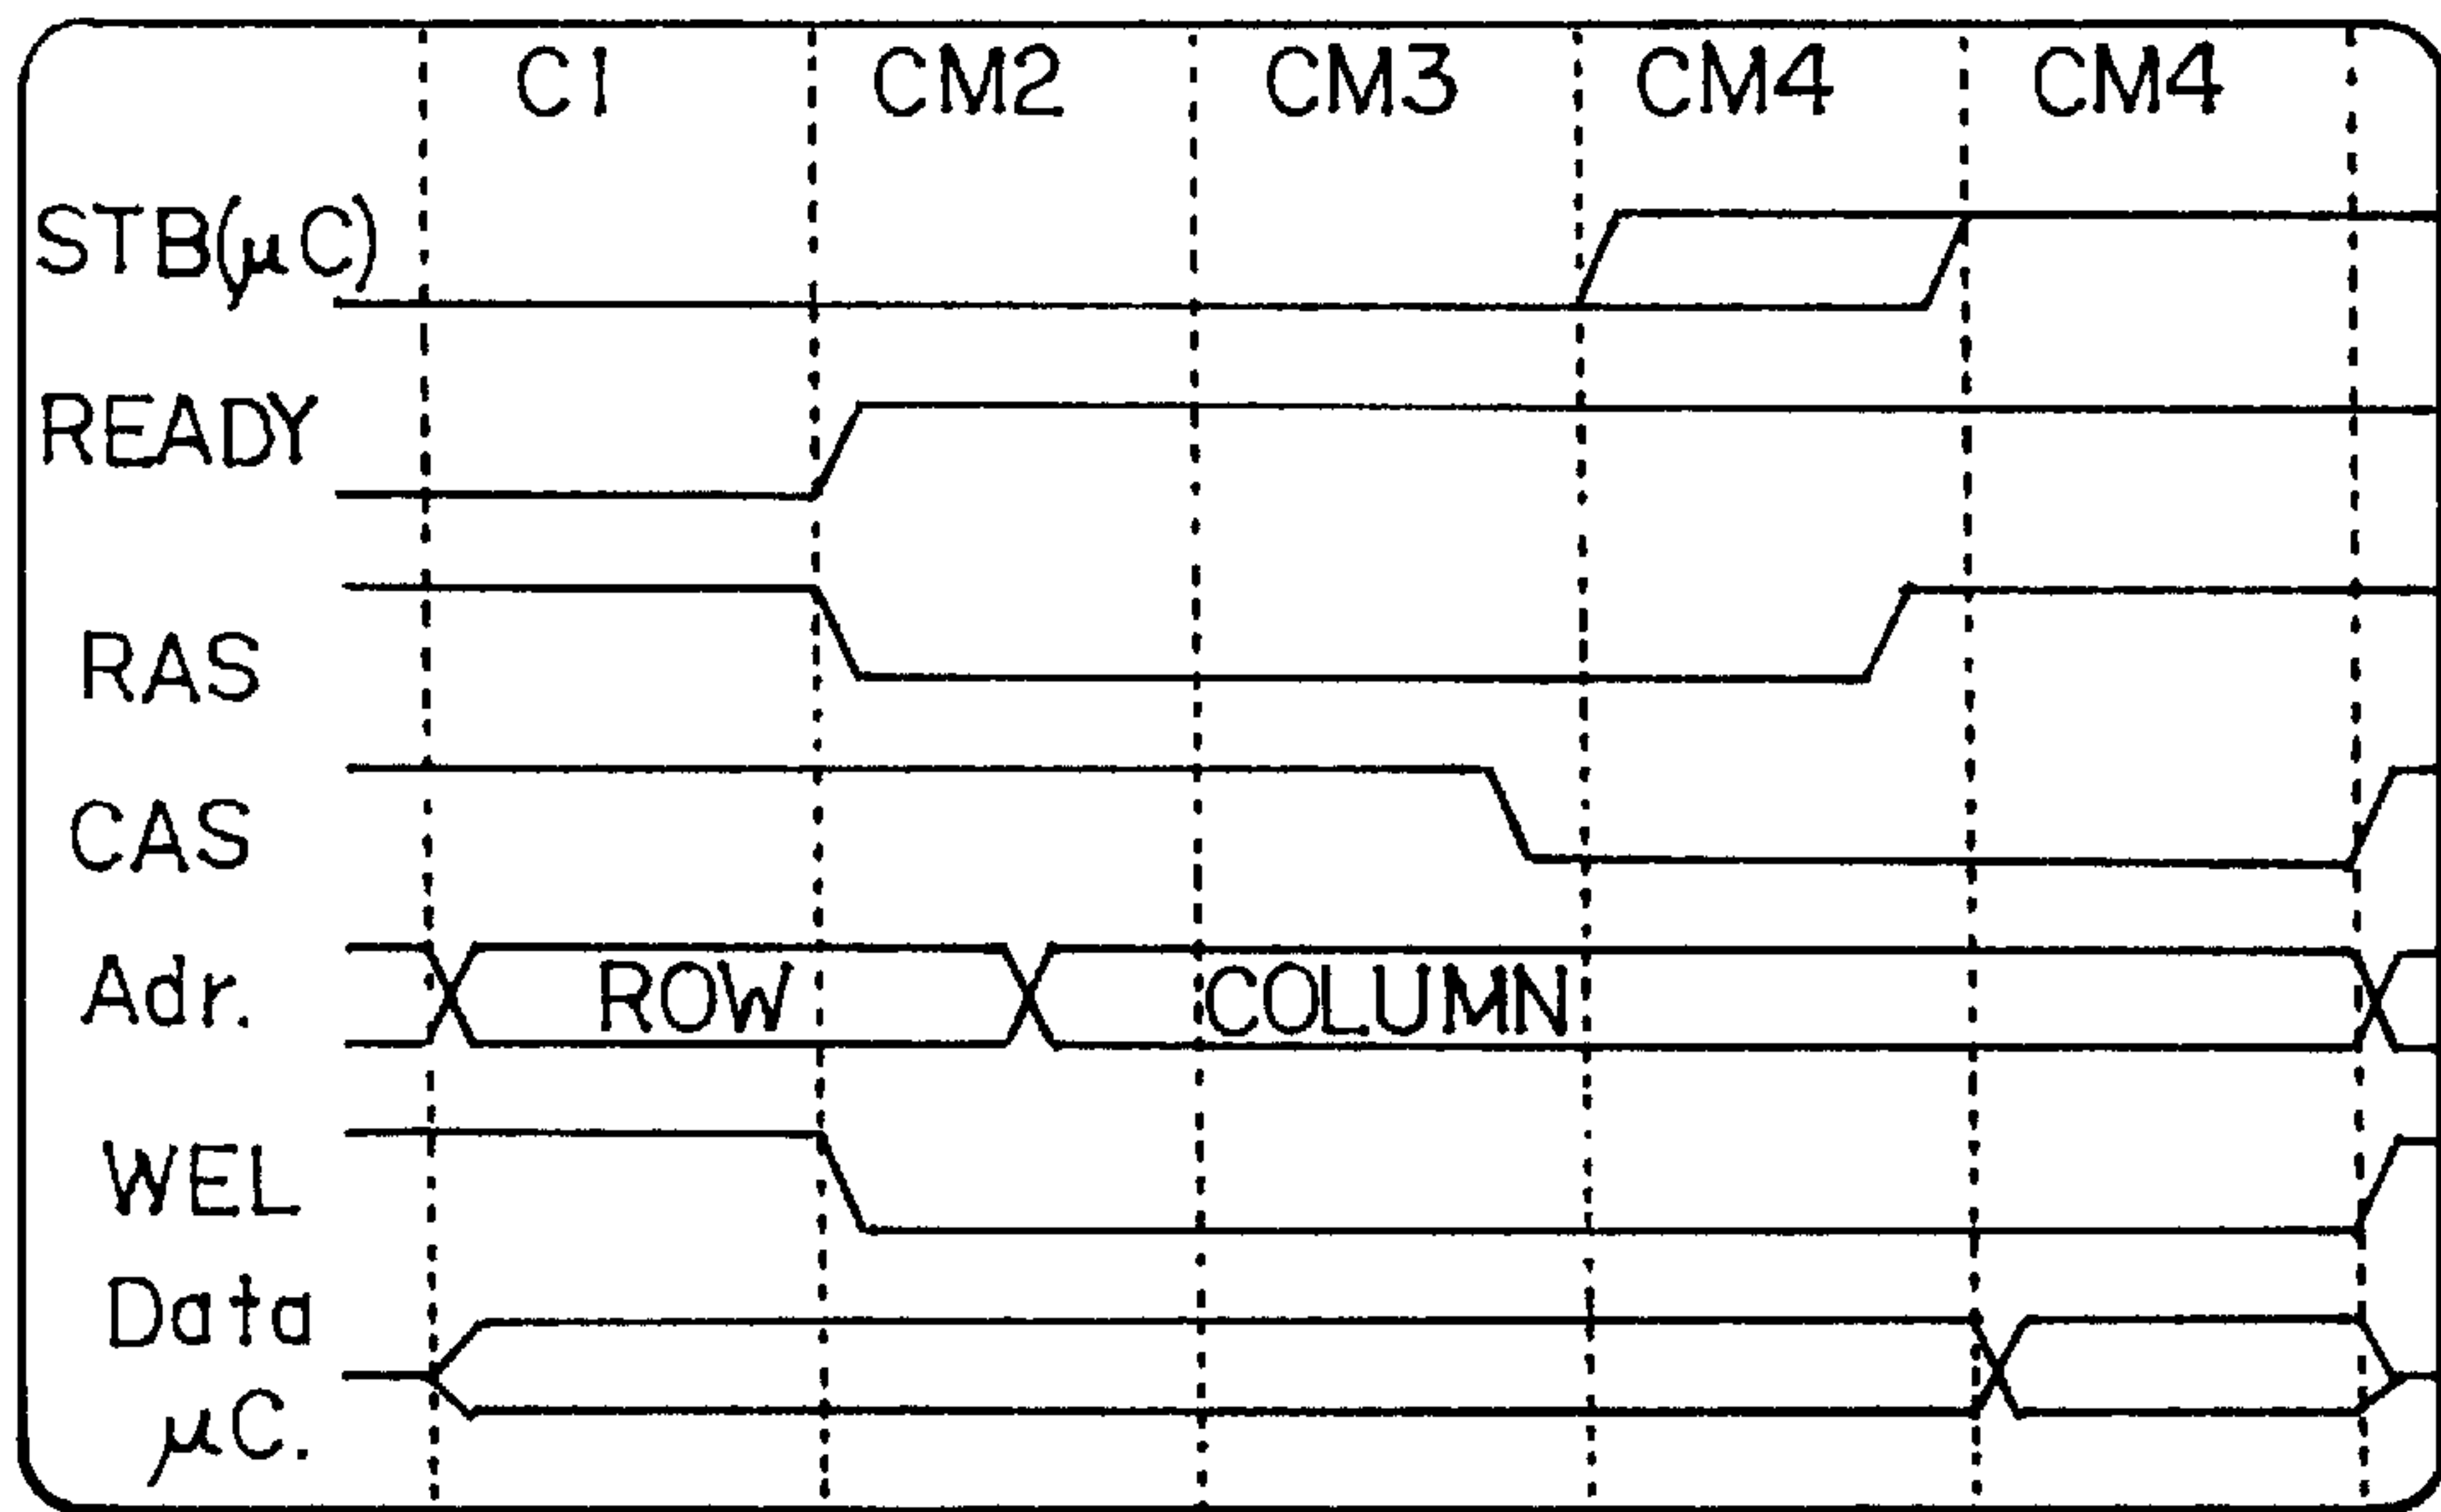 C1 CM2 CM3 CM4 CM4
STB(μC)
READY
RAS
CAS
Adr. ROW COLUMN
WEL
Data
μC.